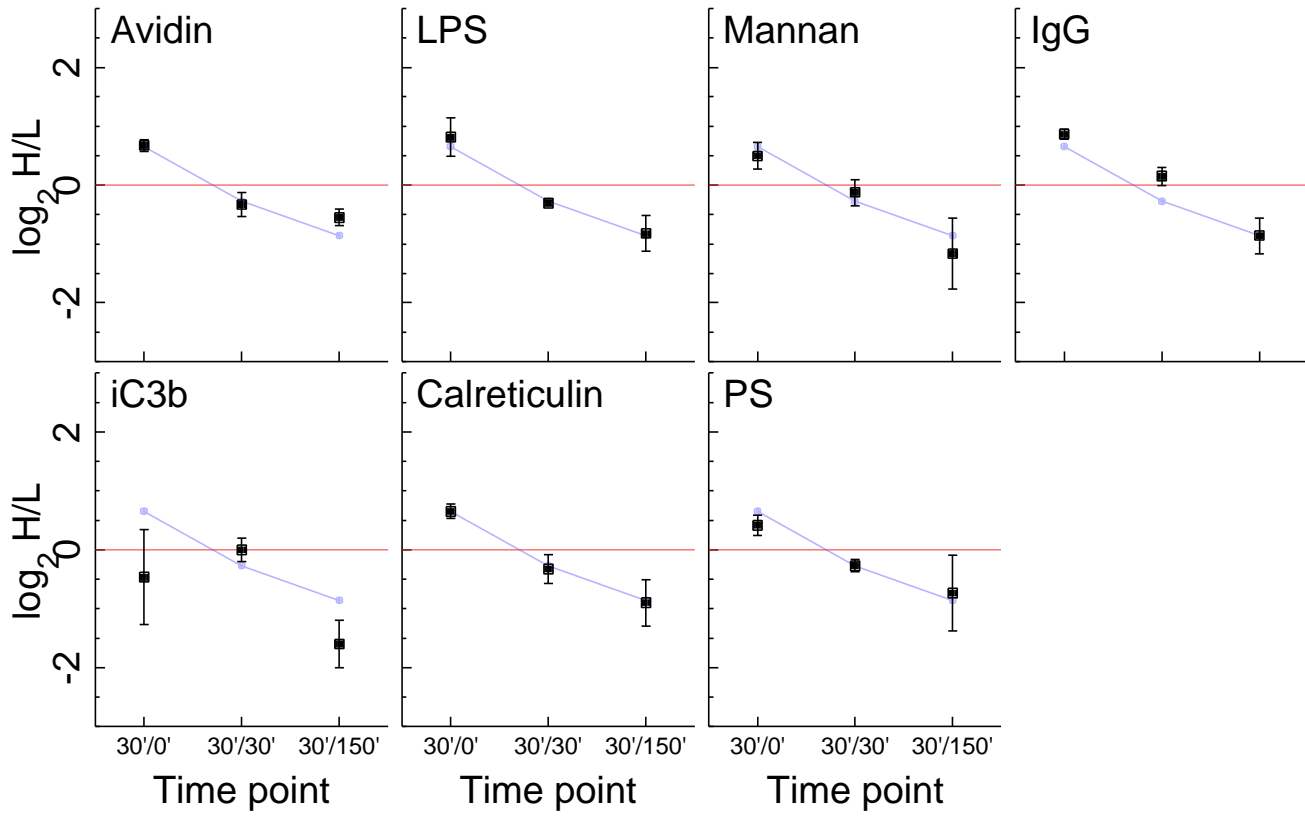 Avidin LPS Mannan IgG
2
0
-2
log2 H/L
iC3b Calreticulin PS
2
0
-2
log2 H/L
30'/0' 30'/30' 30'/150' 30'/0' 30'/30' 30'/150' 30'/0' 30'/30' 30'/150'
Time point Time point Time point